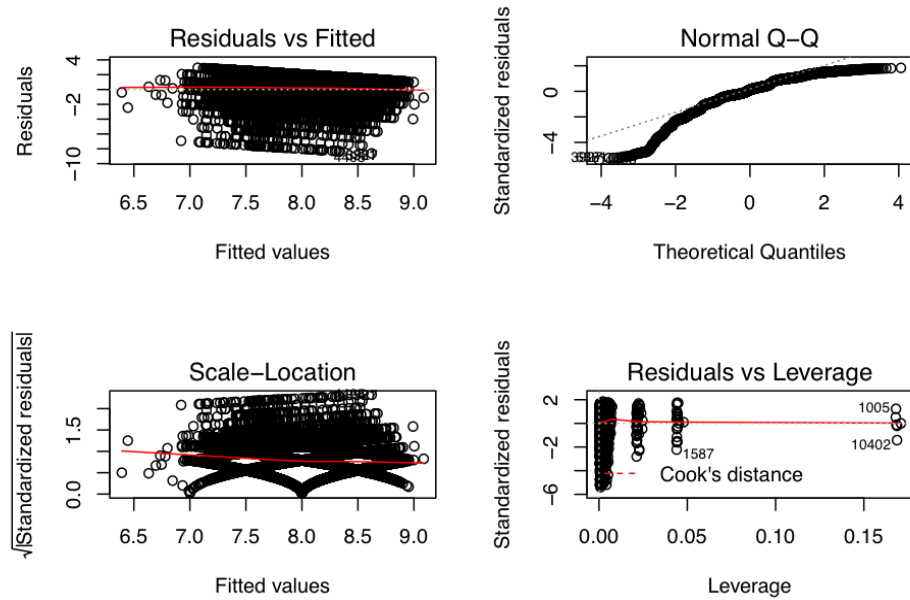 Residuals vs Fitted
Residuals
4
−2
−10
6.5 7.0 7.5 8.0 8.5 9.0
Fitted values
Normal Q−Q
Standardized residuals
0
−4
−4 −2 0 2 4
Theoretical Quantiles
Scale−Location
√|Standardized residuals|
1.5
0.0
6.5 7.0 7.5 8.0 8.5 9.0
Fitted values
Residuals vs Leverage
Standardized residuals
2
−2
−6
1005
10402
1587
Cook's distance
0.00 0.05 0.10 0.15
Leverage